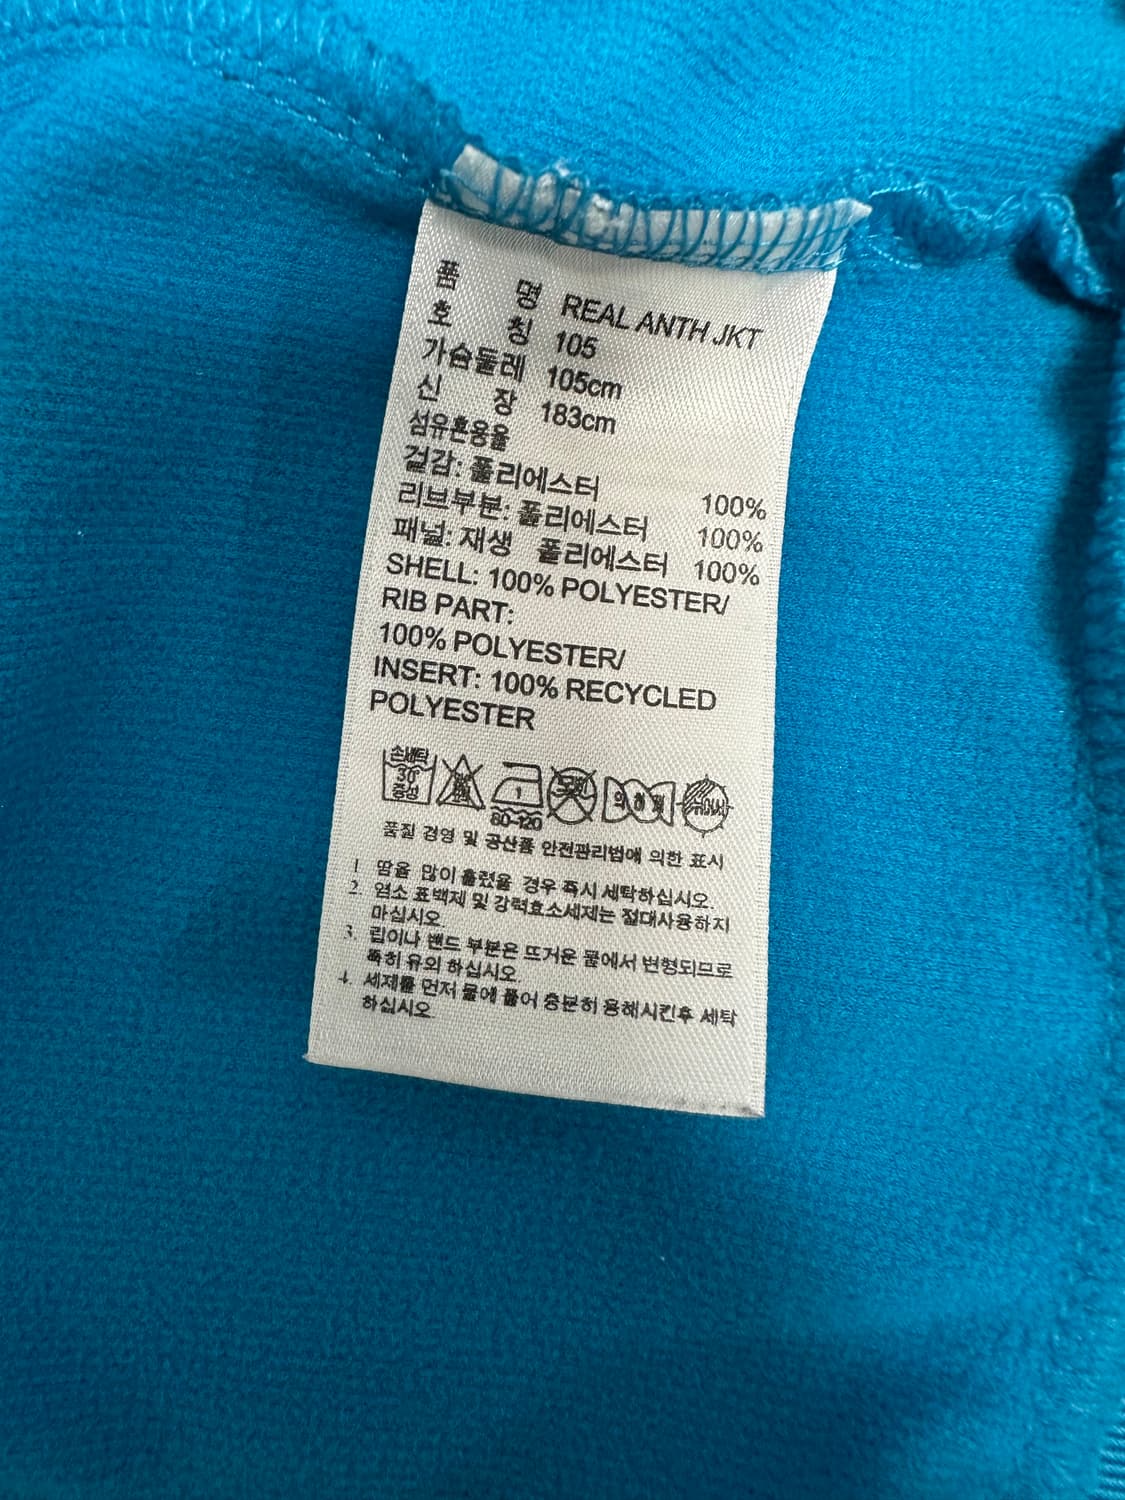 품 명 REAL ANTH JKT
호 칭 105
가슴둘레 105cm
신 장 183cm
섬유혼용율
겉감: 폴리에스터 100%
리브부분: 폴리에스터 100%
패널: 재생 폴리에스터 100%
SHELL: 100% POLYESTER/
RIB PART:
100% POLYESTER/
INSERT: 100% RECYCLED
POLYESTER
손세탁
30°
중성
1
80-120
품질 경영 및 공산품 안전관리법에 의한 표시
1 땀을 많이 흘렸을 경우 즉시 세탁하십시오.
2. 염소 표백제 및 강력효소세제는 절대사용하지
마십시오
3. 립이나 밴드 부분은 뜨거운 물에서 변형되므로
특히 유의 하십시오.
4. 세제를 먼저 물에 풀어 충분히 용해시킨후 세탁
하십시오